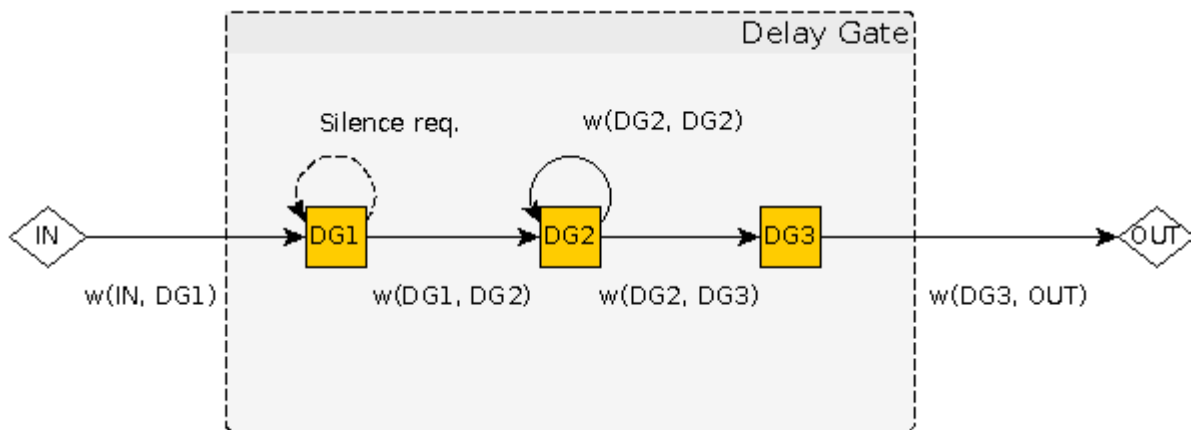 Delay Gate
Silence req.
w(DG2, DG2)
IN
DG1
DG2
DG3
OUT
w(IN, DG1)
w(DG1, DG2)
w(DG2, DG3)
w(DG3, OUT)